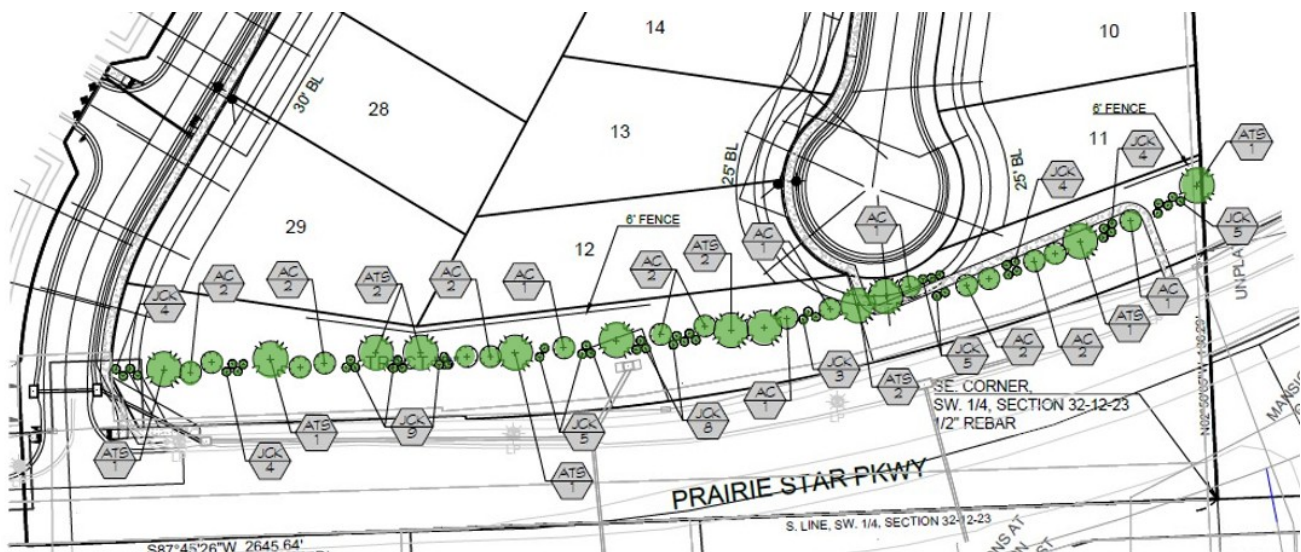 14
10
30' BL
28
13
6' FENCE
11
JCK
4
ATS
1
25' BL
25' BL
JCK
4
AC
1
AC
1
JCK
5
29
6' FENCE
12
AC
2
AC
2
ATS
2
AC
2
AC
1
AC
2
ATS
2
JCK
4
AC
1
UNPLA
ATS
1
JCK
4
ATS
1
JCK
9
ATS
1
JCK
5
JCK
8
AC
1
JCK
3
ATS
2
JCK
5
AC
2
AC
2
ATS
1
SE. CORNER,
SW. 1/4, SECTION 32-12-23
1/2" REBAR
MANSIO
PRAIRIE STAR PKWY
S. LINE, SW. 1/4, SECTION 32-12-23
S87°45'26"W 2645.64'